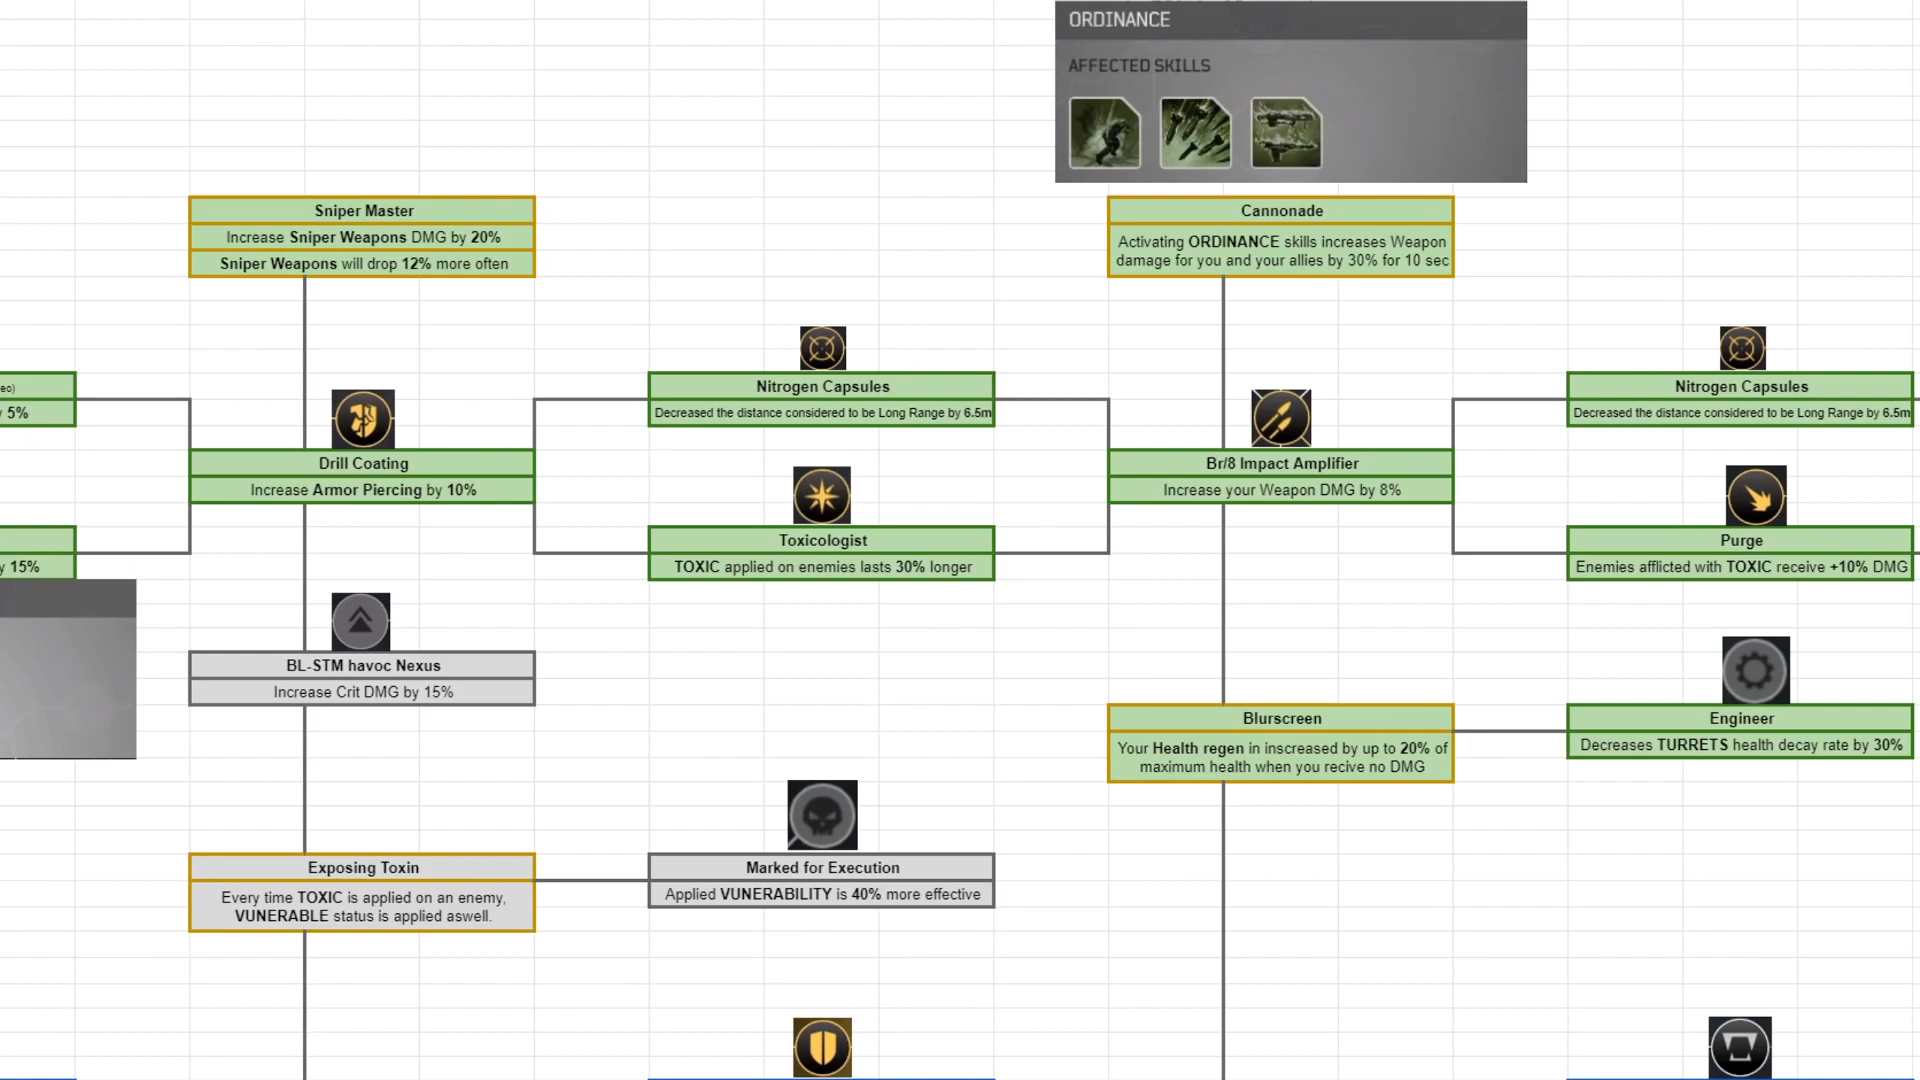 ORDINANCE
AFFECTED SKILLS
Sniper Master
Increase Sniper Weapons DMG by 20%
Sniper Weapons will drop 12% more often
Cannonade
Activating ORDINANCE skills increases Weapon
damage for you and your allies by 30% for 10 sec
5%
Nitrogen Capsules
Decreased the distance considered to be Long Range by 6.5m
Nitrogen Capsules
Decreased the distance considered to be Long Range by 6.5m
Drill Coating
Increase Armor Piercing by 10%
Br/8 Impact Amplifier
Increase your Weapon DMG by 8%
15%
Toxicologist
TOXIC applied on enemies lasts 30% longer
Purge
Enemies afflicted with TOXIC receive +10% DMG
BL-STM havoc Nexus
Increase Crit DMG by 15%
Blurscreen
Your Health regen in inscreased by up to 20% of
maximum health when you recive no DMG
Engineer
Decreases TURRETS health decay rate by 30%
Exposing Toxin
Every time TOXIC is applied on an enemy,
VUNERABLE status is applied aswell.
Marked for Execution
Applied VUNERABILITY is 40% more effective